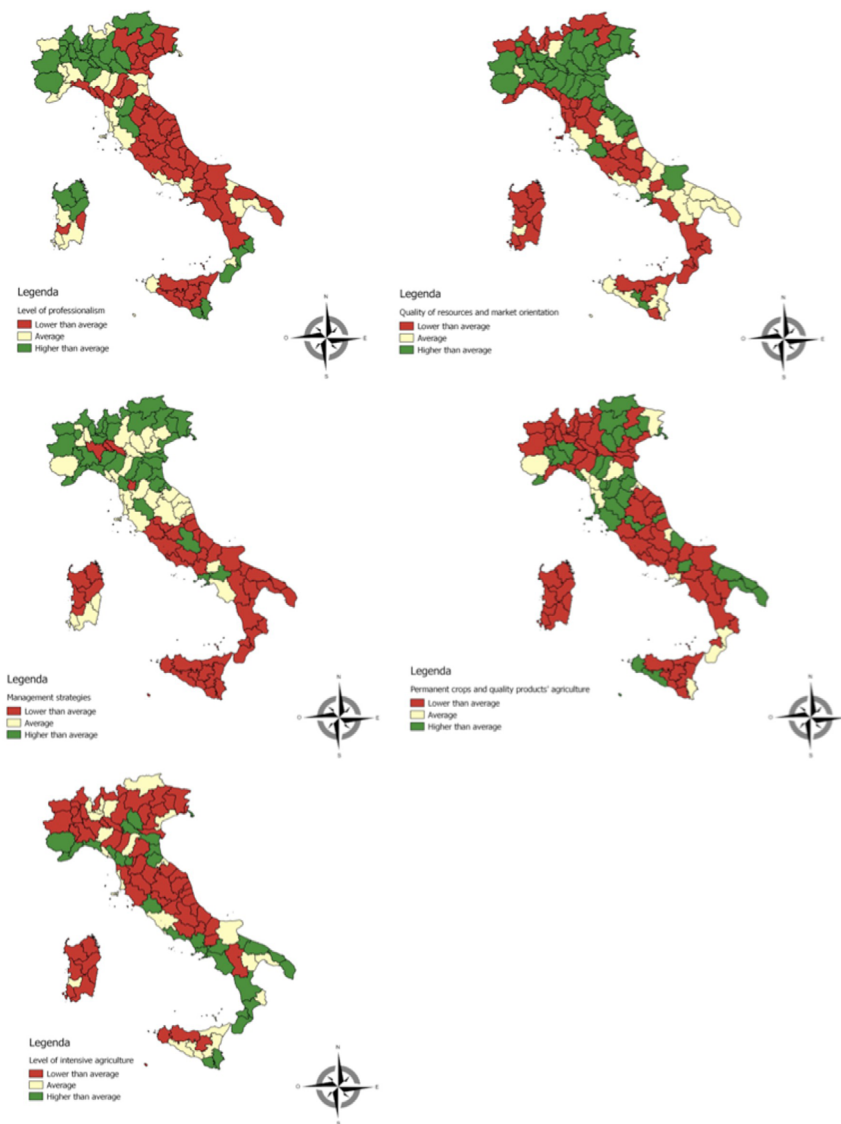 N
O
E
S
Legenda
Level of professionalism
Lower than average
Average
Higher than average
N
O
E
S
Legenda
Quality of resources and market orientation
Lower than average
Average
Higher than average
N
O
E
S
Legenda
Management strategies
Lower than average
Average
Higher than average
N
O
S
Legenda
Permanent crops and quality products' agriculture
Lower than average
Average
Higher than average
N
O
E
S
Legenda
Level of intensive agriculture
Lower than average
Average
Higher than average